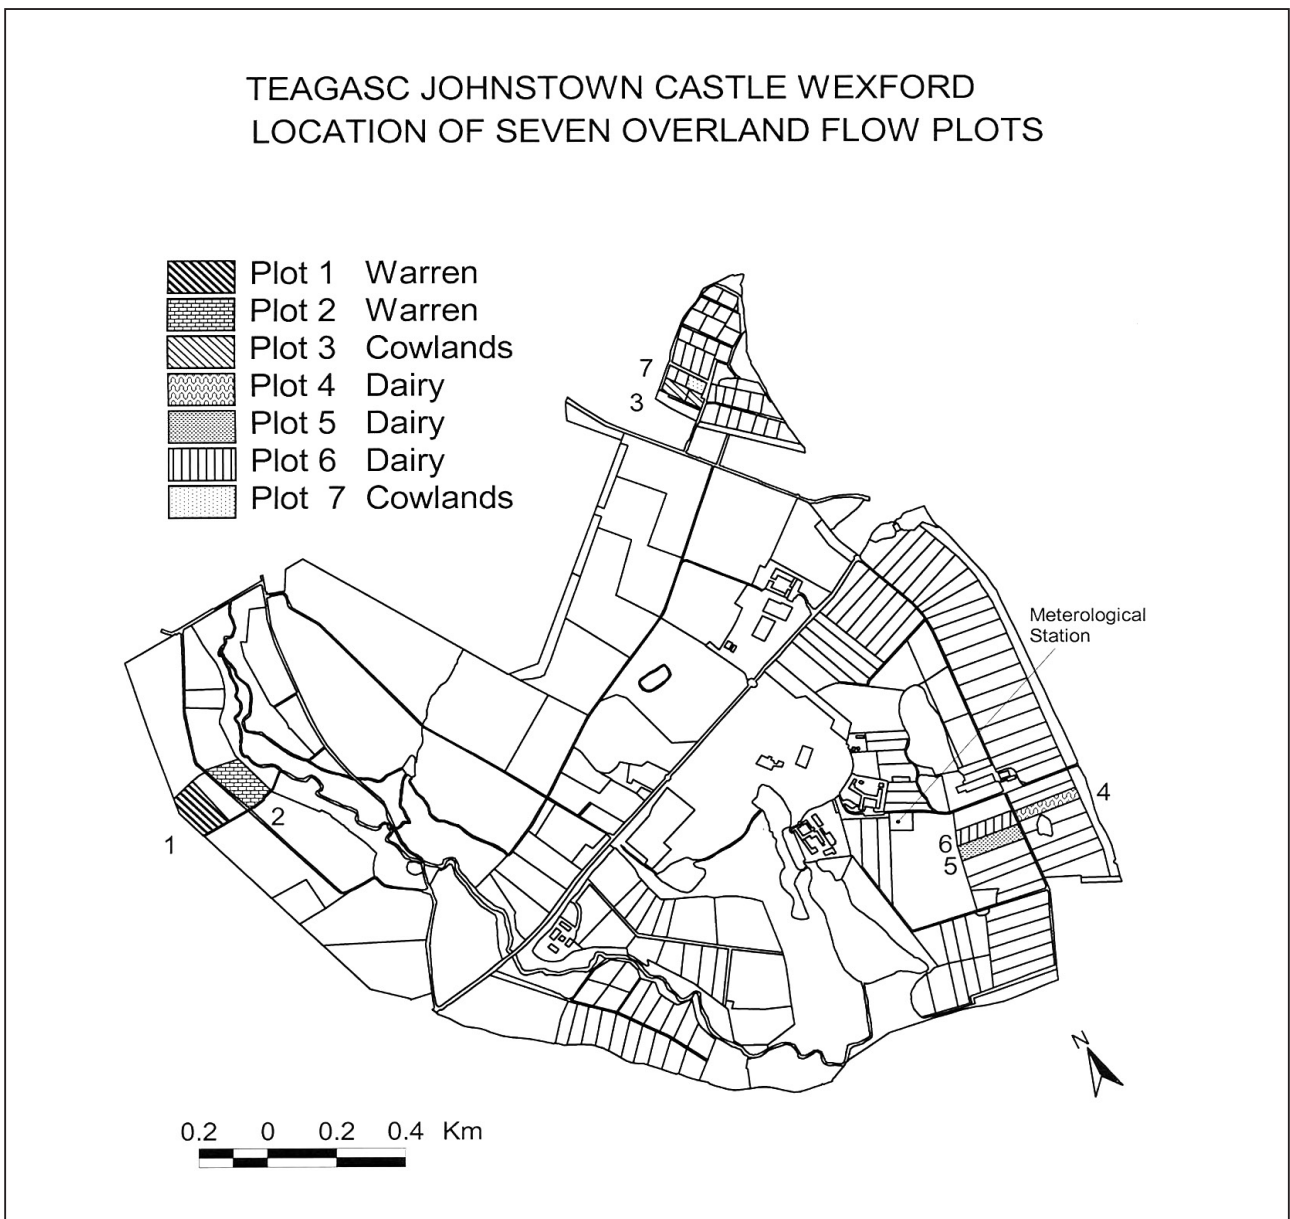 TEAGASC JOHNSTOWN CASTLE WEXFORD
LOCATION OF SEVEN OVERLAND FLOW PLOTS
Plot 1 Warren
Plot 2 Warren
Plot 3 Cowlands
Plot 4 Dairy
Plot 5 Dairy
Plot 6 Dairy
Plot 7 Cowlands
7
3
Meterological
Station
4
1
2
6
5
N
0.2 0 0.2 0.4 Km